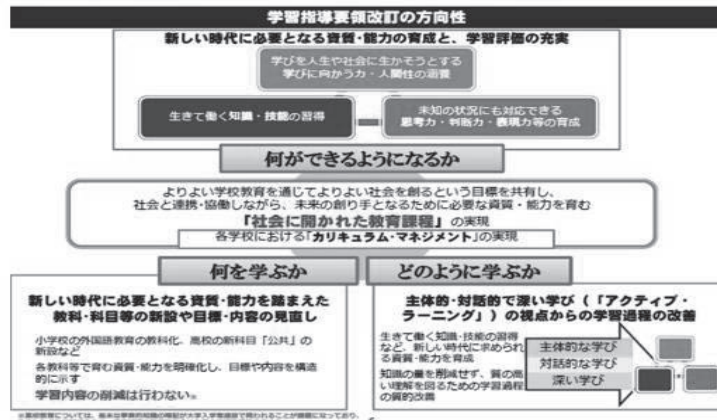 学習指導要領改訂の方向性
新しい時代に必要となる資質・能力の育成と、学習評価の充実
学びを人生や社会に生かそうとする
学びに向かう力・人間性の涵養
生きて働く知識・技能の習得
未知の状況にも対応できる
思考力・判断力・表現力等の育成
何ができるようになるか
よりよい学校教育を通じてよりよい社会を創るという目標を共有し、
社会と連携・協働しながら、未来の創り手となるために必要な資質・能力を育む
「社会に開かれた教育課程」の実現
各学校における「カリキュラム・マネジメント」の実現
何を学ぶか
新しい時代に必要となる資質・能力を踏まえた
教科・科目等の新設や目標・内容の見直し
小学校の外国語教育の教科化、高校の新科目「公共」の
新設など
各教科等で育む資質・能力を明確化し、目標や内容を構造
的に示す
学習内容の削減は行わない※
どのように学ぶか
主体的・対話的で深い学び(「アクティブ・
ラーニング」)の視点からの学習過程の改善
生きて働く知識・技能の習得
など、新しい時代に求められ
る資質・能力を育成
知識の量を削減せず、質の高
い理解を図るための学習過程
の質的改善
主体的な学び
対話的な学び
深い学び